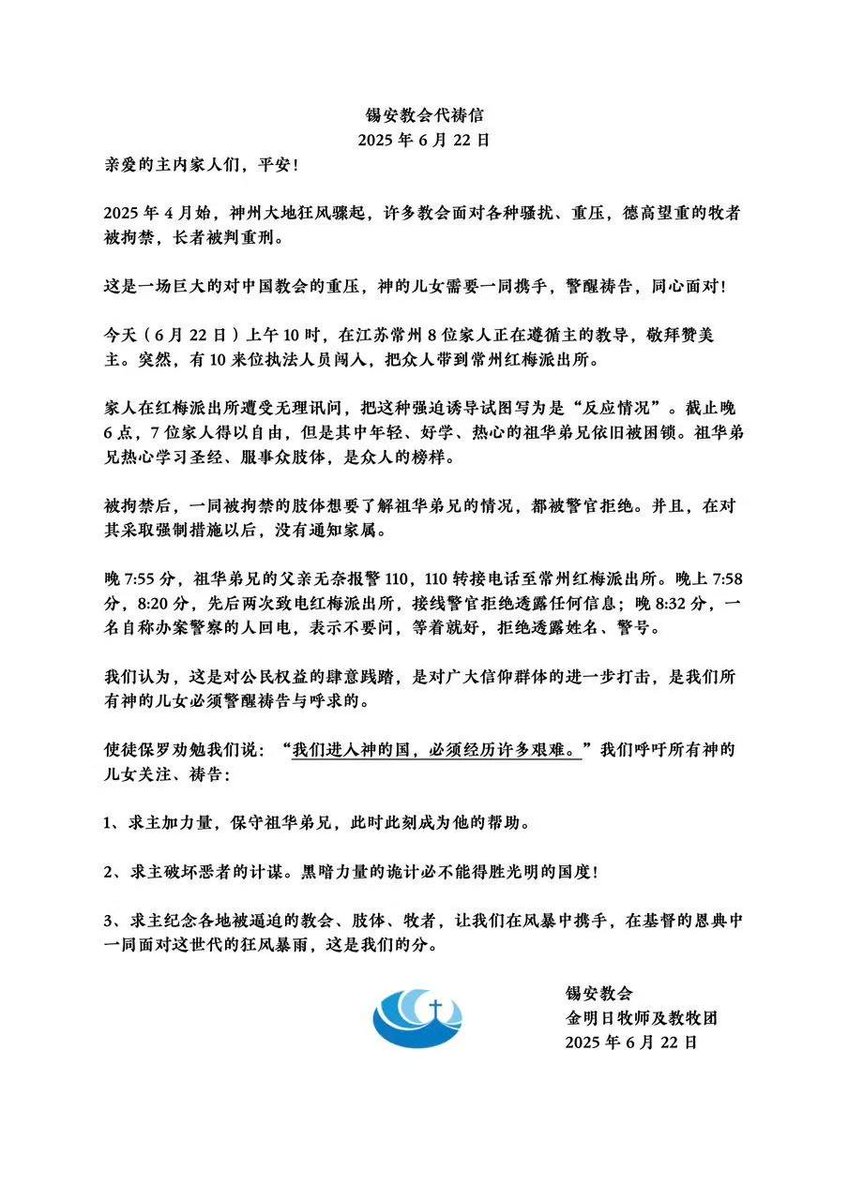 锡安教会代祷信
2025 年 6 月 22 日
亲爱的主内家人们，平安！
2025 年 4 月始，神州大地狂风骤起，许多教会面对各种骚扰、重压，德高望重的牧者
被拘禁，长者被判重刑。
这是一场巨大的对中国教会的重压，神的儿女需要一同携手，警醒祷告，同心面对！
今天（6 月 22 日）上午 10 时，在江苏常州 8 位家人正在遵循主的教导，敬拜赞美
主。突然，有 10 来位执法人员闯入，把众人带到常州红梅派出所。
家人在红梅派出所遭受无理讯问，把这种强迫诱导试图写为是“反应情况”。截止晚
6 点，7 位家人得以自由，但是其中年轻、好学、热心的祖华弟兄依旧被困锁。祖华弟
兄热心学习圣经、服事众肢体，是众人的榜样。
被拘禁后，一同被拘禁的肢体想要了解祖华弟兄的情况，都被警官拒绝。并且，在对
其采取强制措施以后，没有通知家属。
晚 7:55 分，祖华弟兄的父亲无奈报警 110，110 转接电话至常州红梅派出所。晚上 7:58
分，8:20 分，先后两次致电红梅派出所，接线警官拒绝透露任何信息；晚 8:32 分，一
名自称办案警察的人回电，表示不要问，等着就好，拒绝透露姓名、警号。
我们认为，这是对公民权益的肆意践踏，是对广大信仰群体的进一步打击，是我们所
有神的儿女必须警醒祷告与呼求的。
使徒保罗劝勉我们说：“我们进入神的国，必须经历许多艰难。”我们呼吁所有神的
儿女关注、祷告：
1、求主加力量，保守祖华弟兄，此时此刻成为他的帮助。
2、求主破坏恶者的计谋。黑暗力量的诡计必不能得胜光明的国度！
3、求主纪念各地被逼迫的教会、肢体、牧者，让我们在风暴中携手，在基督的恩典中
一同面对这世代的狂风暴雨，这是我们的分。
锡安教会
金明日牧师及教牧团
2025 年 6 月 22 日